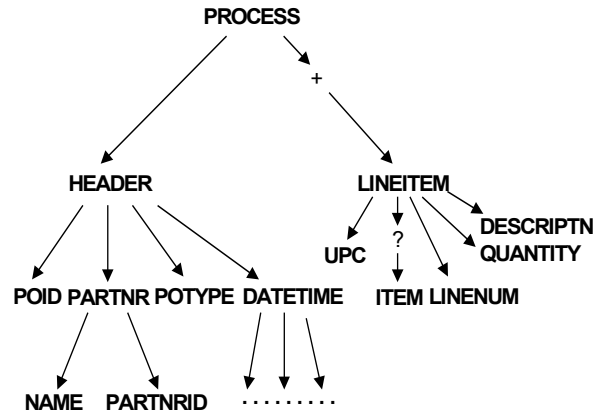 PROCESS
+
HEADER LINEITEM
DESCRIPTN
? 
UPC QUANTITY
POID PARTNR POTYPE DATETIME ITEM LINENUM
NAME PARTNRID .........